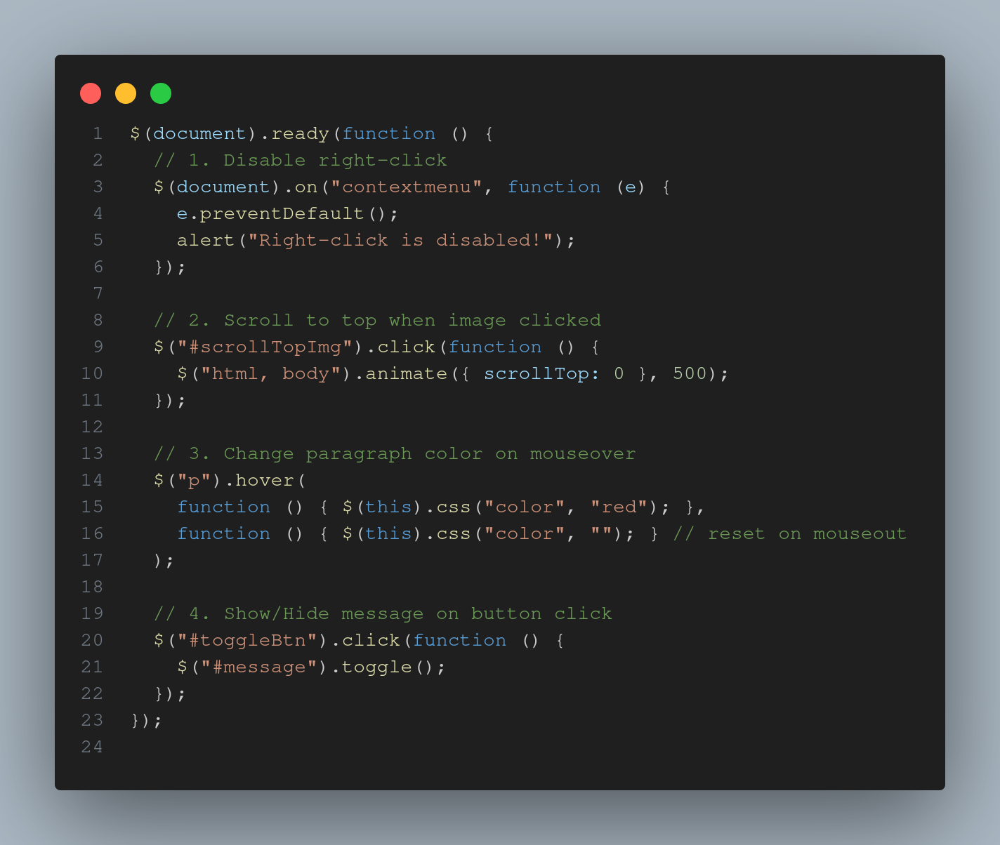 1 $(document).ready(function () {
2   // 1. Disable right-click
3   $(document).on("contextmenu", function (e) {
4     e.preventDefault();
5     alert("Right-click is disabled!");
6   });
7
8   // 2. Scroll to top when image clicked
9   $("#scrollTopImg").click(function () {
10     $("html, body").animate({ scrollTop: 0 }, 500);
11   });
12
13   // 3. Change paragraph color on mouseover
14   $("p").hover(
15     function () { $(this).css("color", "red"); },
16     function () { $(this).css("color", ""); } // reset on mouseout
17   );
18
19   // 4. Show/Hide message on button click
20   $("#toggleBtn").click(function () {
21     $("#message").toggle();
22   });
23 });
24